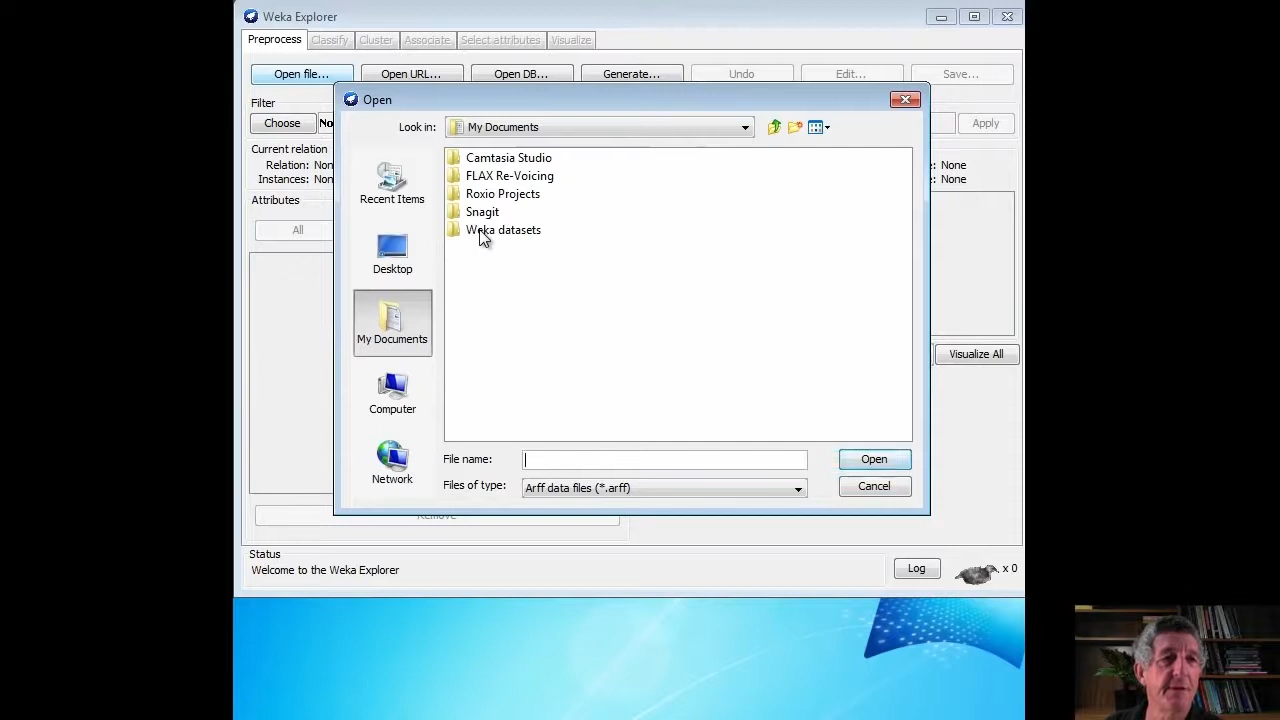 Weka Explorer
Preprocess Classify Cluster Associate Select attributes Visualize
Open file... Open URL... Open DB... Generate... Undo Edit... Save...
Filter
Choose No Apply
Current relation
Relation: Non : None
Instances: Non : None
Attributes
All
Visualize All
Remove
Open
Look in: My Documents
Recent Items
Desktop
My Documents
Computer
Network
Camtasia Studio
FLAX Re-Voicing
Roxio Projects
Snagit
Weka datasets
File name: Open
Files of type: Arff data files (*.arff) Cancel
Status
Welcome to the Weka Explorer
Log x 0